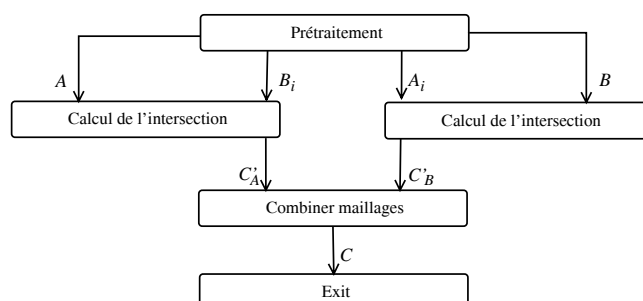 Prétraitement
A
B_i
A_i
B
Calcul de l'intersection
Calcul de l'intersection
C'_A
C'_B
Combiner maillages
C
Exit